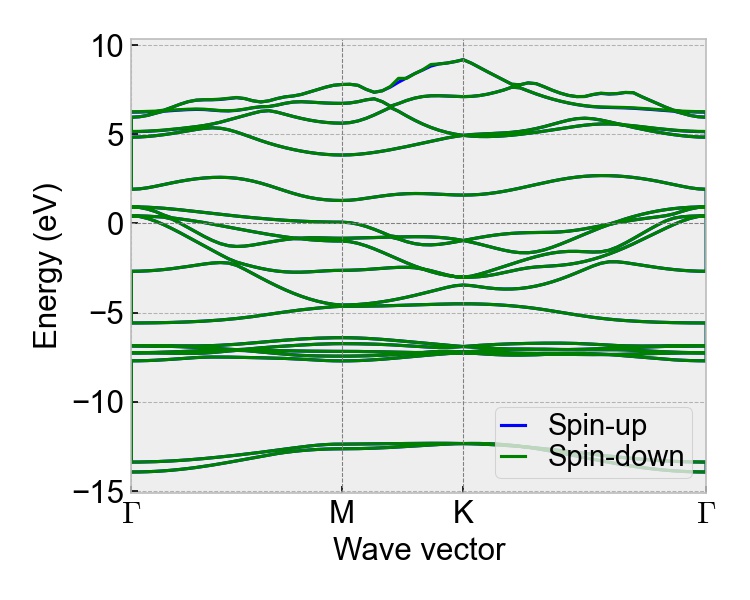 10
5
0
−5
−10
−15
Energy (eV)
Spin-up
Spin-down
Γ M K Γ
Wave vector